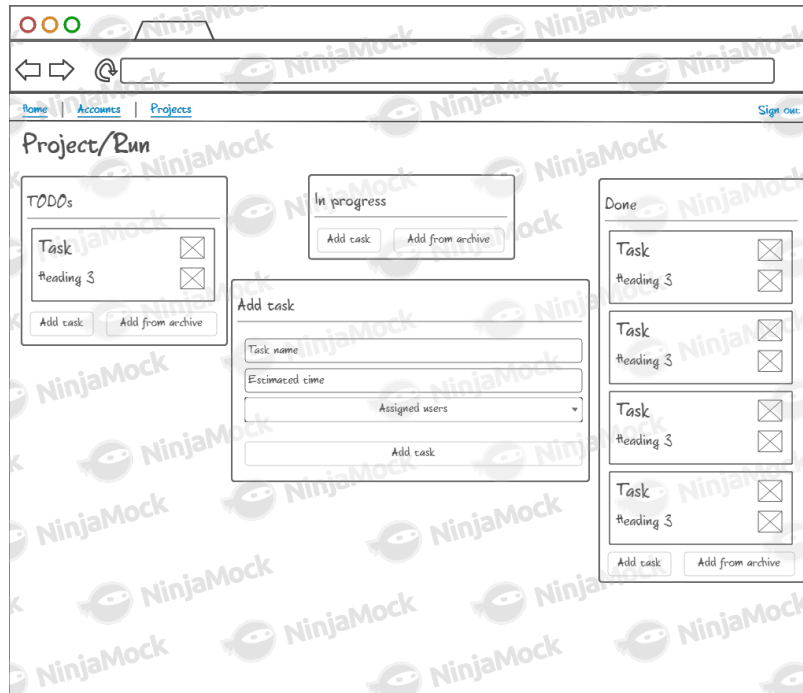 Home | Accounts | Projects
Sign out
Project/Run
TODOs
Task
Heading 3
Add task
Add from archive
In progress
Add task
Add from archive
Add task
Task name
Estimated time
Assigned users
Add task
Done
Task
Heading 3
Task
Heading 3
Task
Heading 3
Task
Heading 3
Add task
Add from archive
NinjaMock